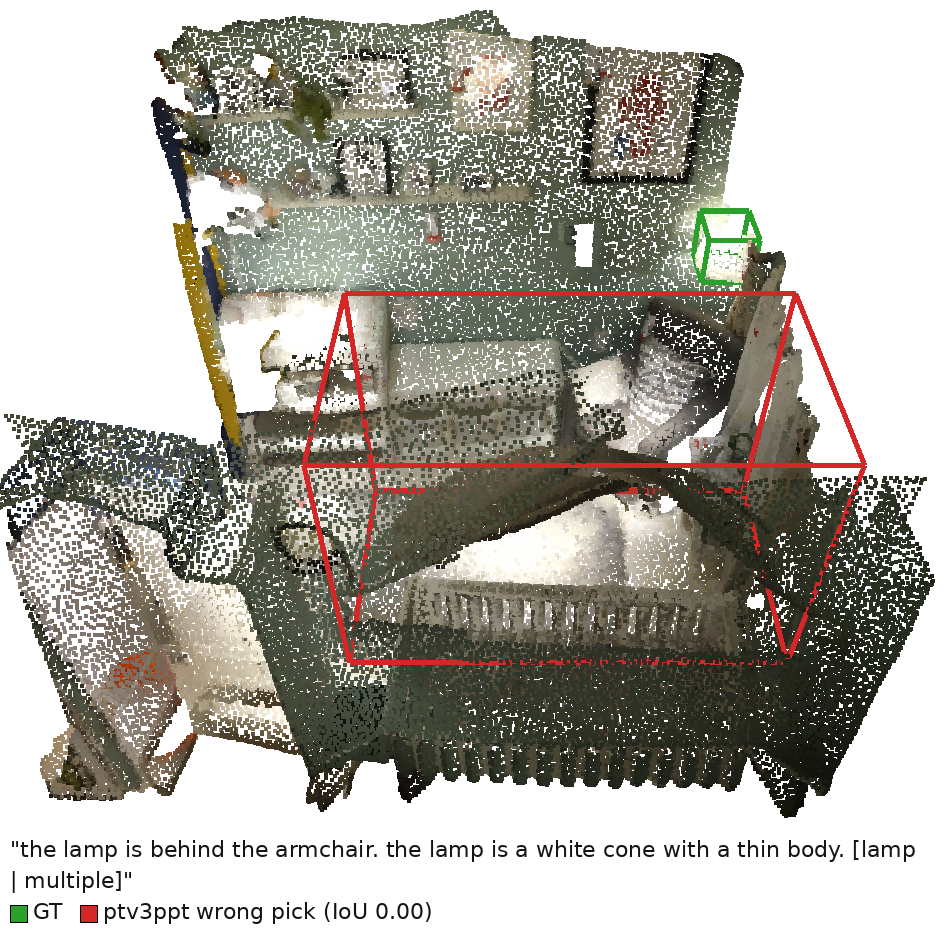 "the lamp is behind the armchair. the lamp is a white cone with a thin body. [lamp
| multiple]"
GT
ptv3ppt wrong pick (IoU 0.00)